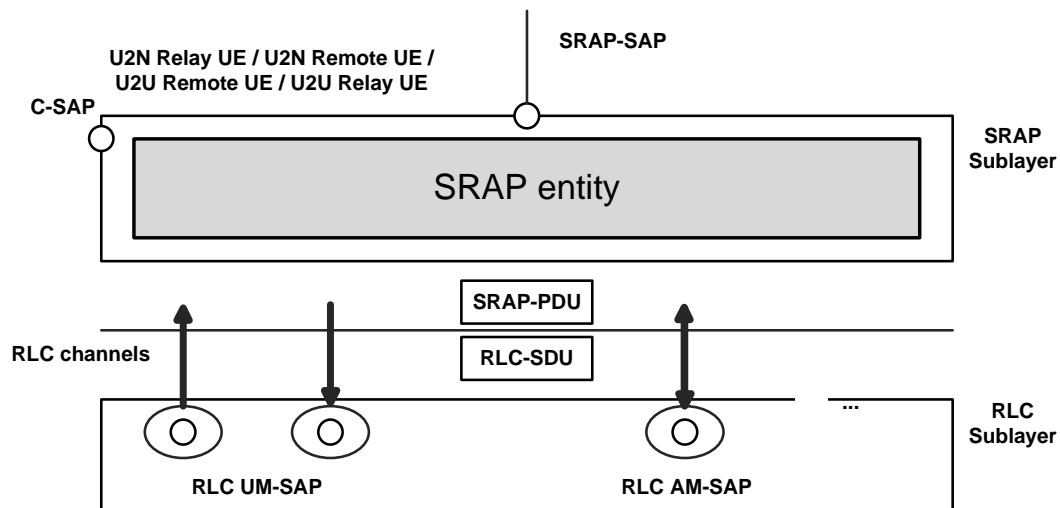 SRAP-SAP
U2N Relay UE / U2N Remote UE /
U2U Remote UE / U2U Relay UE
C-SAP
SRAP
Sublayer
SRAP entity
SRAP-PDU
RLC channels
RLC-SDU
...
RLC
Sublayer
RLC UM-SAP
RLC AM-SAP